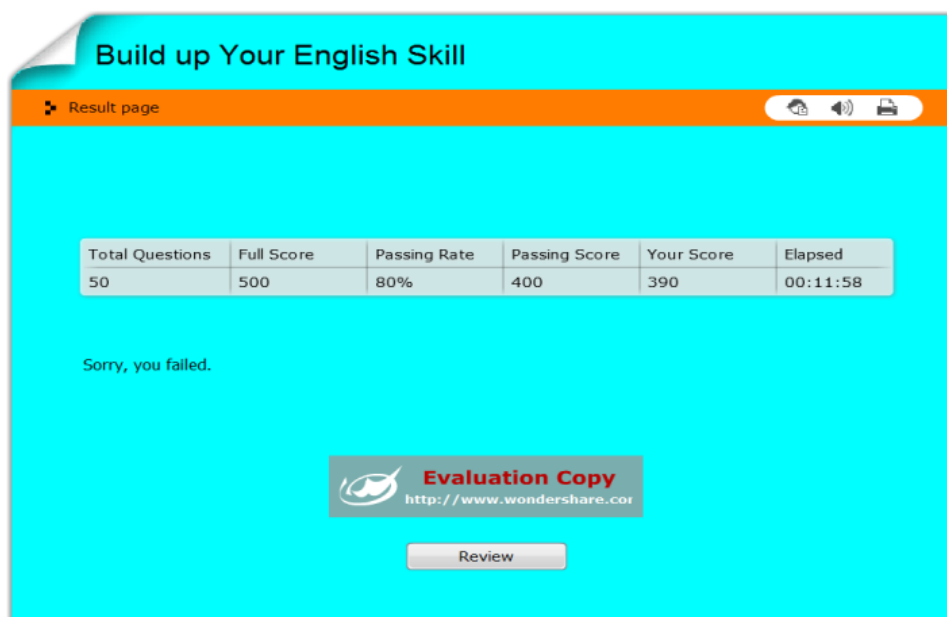 Build up Your English Skill
Result page
Total Questions Full Score Passing Rate Passing Score Your Score Elapsed
50 500 80% 400 390 00:11:58
Sorry, you failed.
Evaluation Copy
http://www.wondershare.cor
Review